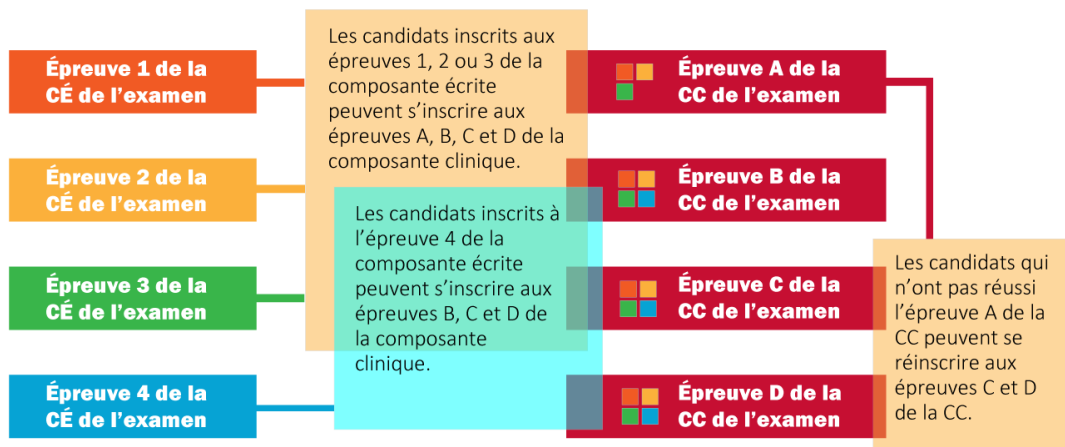 Épreuve 1 de la
CÉ de l'examen
Épreuve 2 de la
CÉ de l'examen
Épreuve 3 de la
CÉ de l'examen
Épreuve 4 de la
CÉ de l'examen
Les candidats inscrits aux
épreuves 1, 2 ou 3 de la
composante écrite
peuvent s'inscrire aux
épreuves A, B, C et D de la
composante clinique.
Les candidats inscrits à
l'épreuve 4 de la
composante écrite
peuvent s'inscrire aux
épreuves B, C et D de
la composante
clinique.
Épreuve A de la
CC de l'examen
Épreuve B de la
CC de l'examen
Épreuve C de la
CC de l'examen
Épreuve D de la
CC de l'examen
Les candidats qui
n'ont pas réussi
l'épreuve A de la
CC peuvent se
réinscrire aux
épreuves C et D
de la CC.